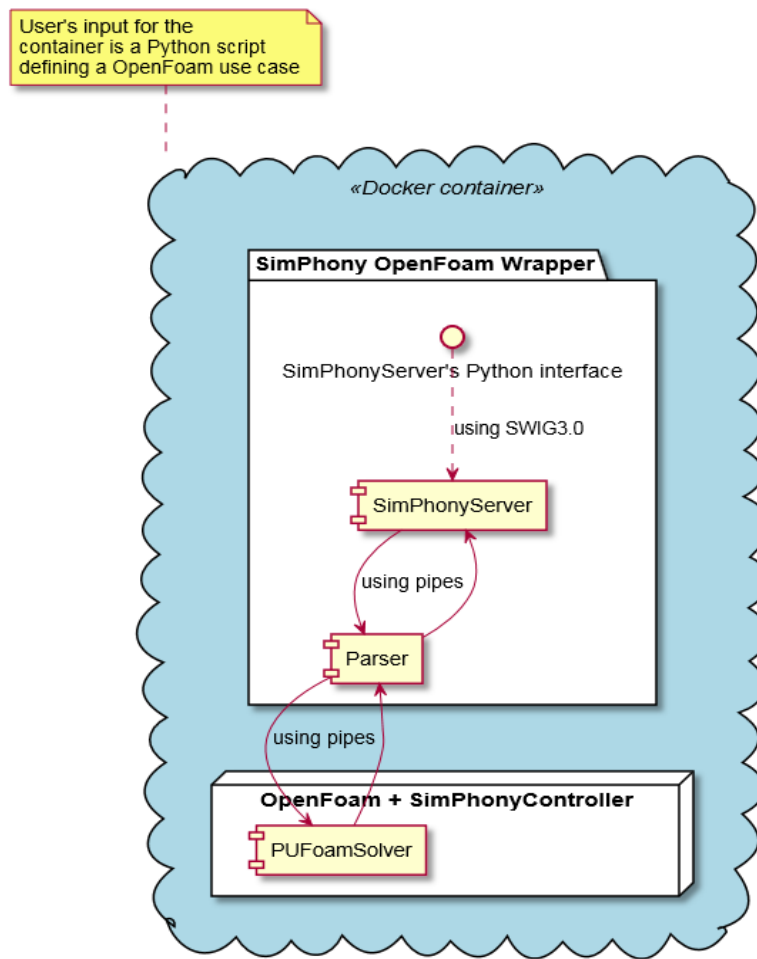 User's input for the
container is a Python script
defining a OpenFoam use case
«Docker container»
SimPhony OpenFoam Wrapper
SimPhonyServer's Python interface
using SWIG3.0
SimPhonyServer
using pipes
Parser
using pipes
OpenFoam + SimPhonyController
PUFoamSolver